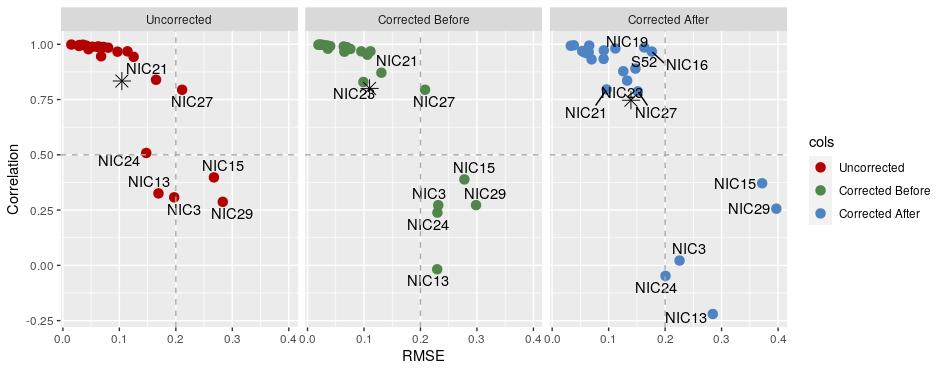 Uncorrected
Corrected Before
Corrected After
Correlation
1.00
0.75
0.50
0.25
0.00
-0.25
NIC21
NIC27
NIC24
NIC15
NIC13
NIC3
NIC29
NIC21
NIC23
NIC27
NIC15
NIC3
NIC29
NIC24
NIC13
NIC19
S52
NIC16
NIC23
NIC21
NIC27
NIC15
NIC29
NIC3
NIC24
NIC13
0.0 0.1 0.2 0.3 0.4
0.0 0.1 0.2 0.3 0.4
0.0 0.1 0.2 0.3 0.4
RMSE
cols
Uncorrected
Corrected Before
Corrected After